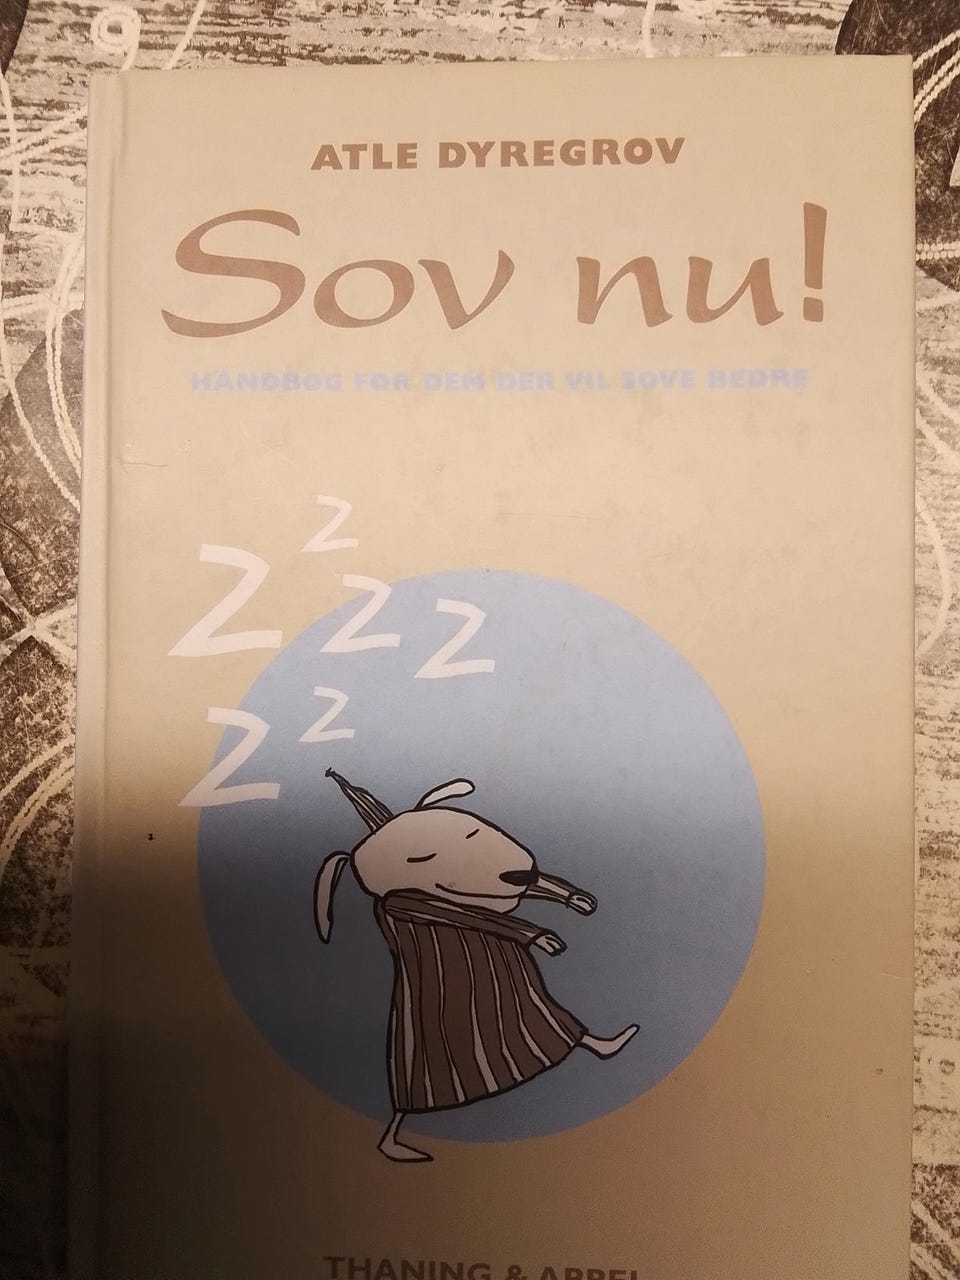 ATLE DYREGROV
Sov nu!
HÅNDBOG FOR DEM DER VIL SOVE BEDRE
z
z z z
z z
THANING & APPEL